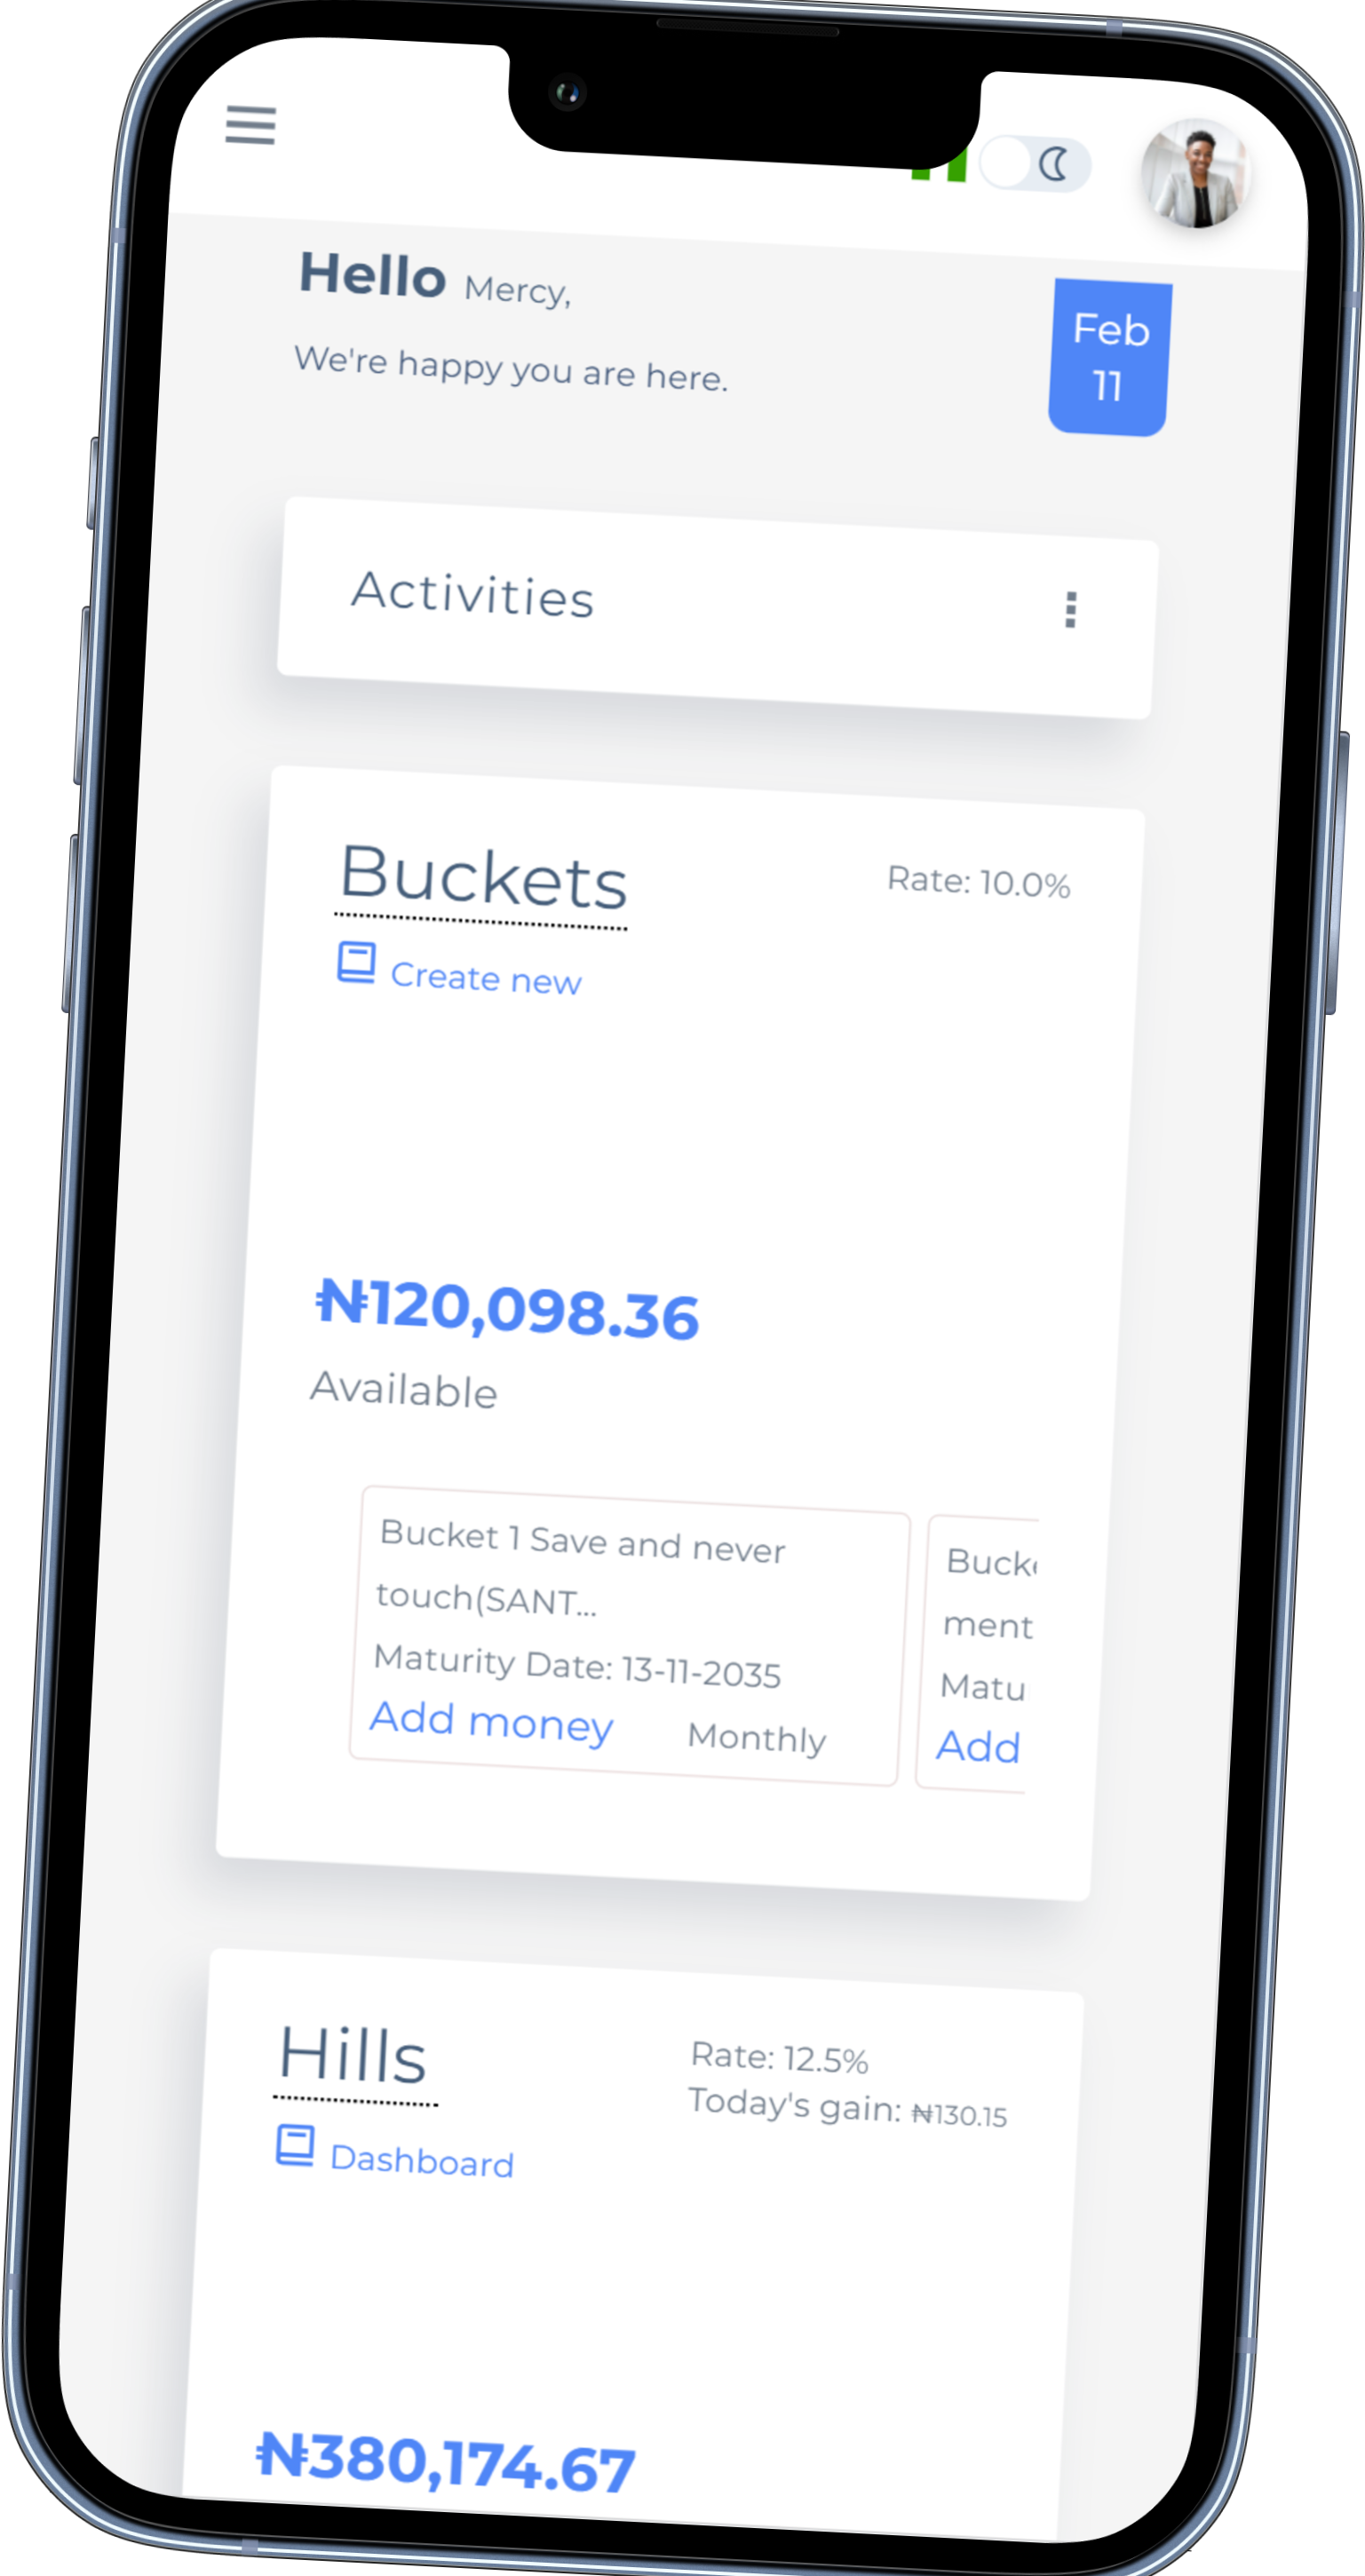 Hello Mercy,
We're happy you are here.
Feb
11
Activities
Buckets
Rate: 10.0%
Create new
₦120,098.36
Available
Bucket 1 Save and never
touch(SANT...
Maturity Date: 13-11-2035
Add money Monthly
Buck
ment
Matu
Add
Hills
Rate: 12.5%
Today's gain: ₦130.15
Dashboard
₦380,174.67